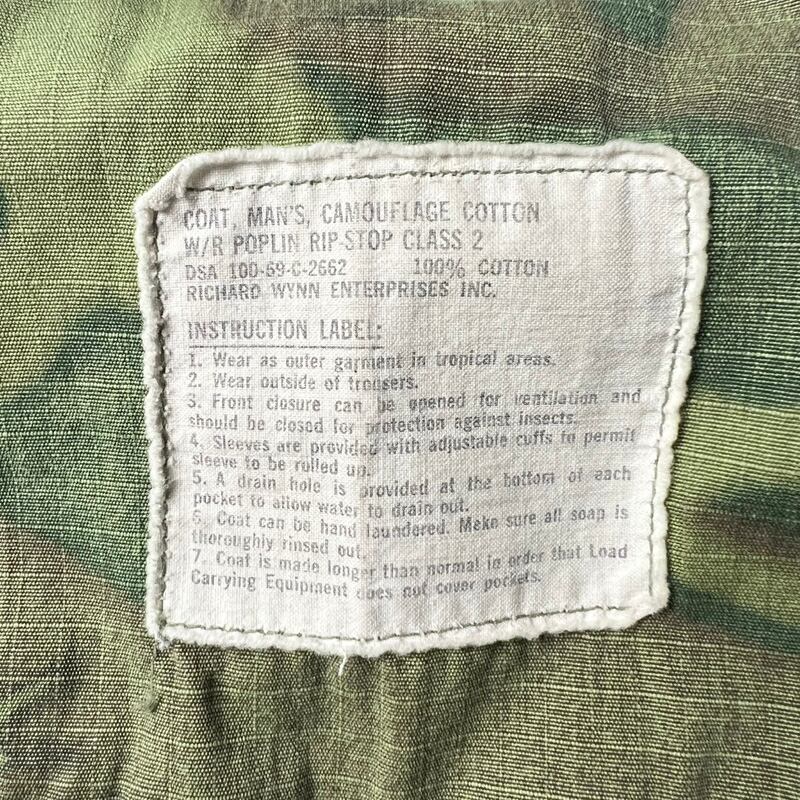 COAT, MAN'S, CAMOUFLAGE COTTON
W/R POPLIN RIP-STOP CLASS 2
DSA 100-69-C-2662 100% COTTON
RICHARD WYNN ENTERPRISES INC.
INSTRUCTION LABEL:
1. Wear as outer garment in tropical areas.
2. Wear outside of trousers.
3. Front closure can be opened for ventilation and
should be closed for protection against insects.
4. Sleeves are provided with adjustable cuffs to permit
sleeve to be rolled up.
5. A drain hole is provided at the bottom of each
pocket to allow water to drain out.
6. Coat can be hand laundered. Make sure all soap is
thoroughly rinsed out.
7. Coat is made longer than normal in order that Load
Carrying Equipment does not cover pockets.